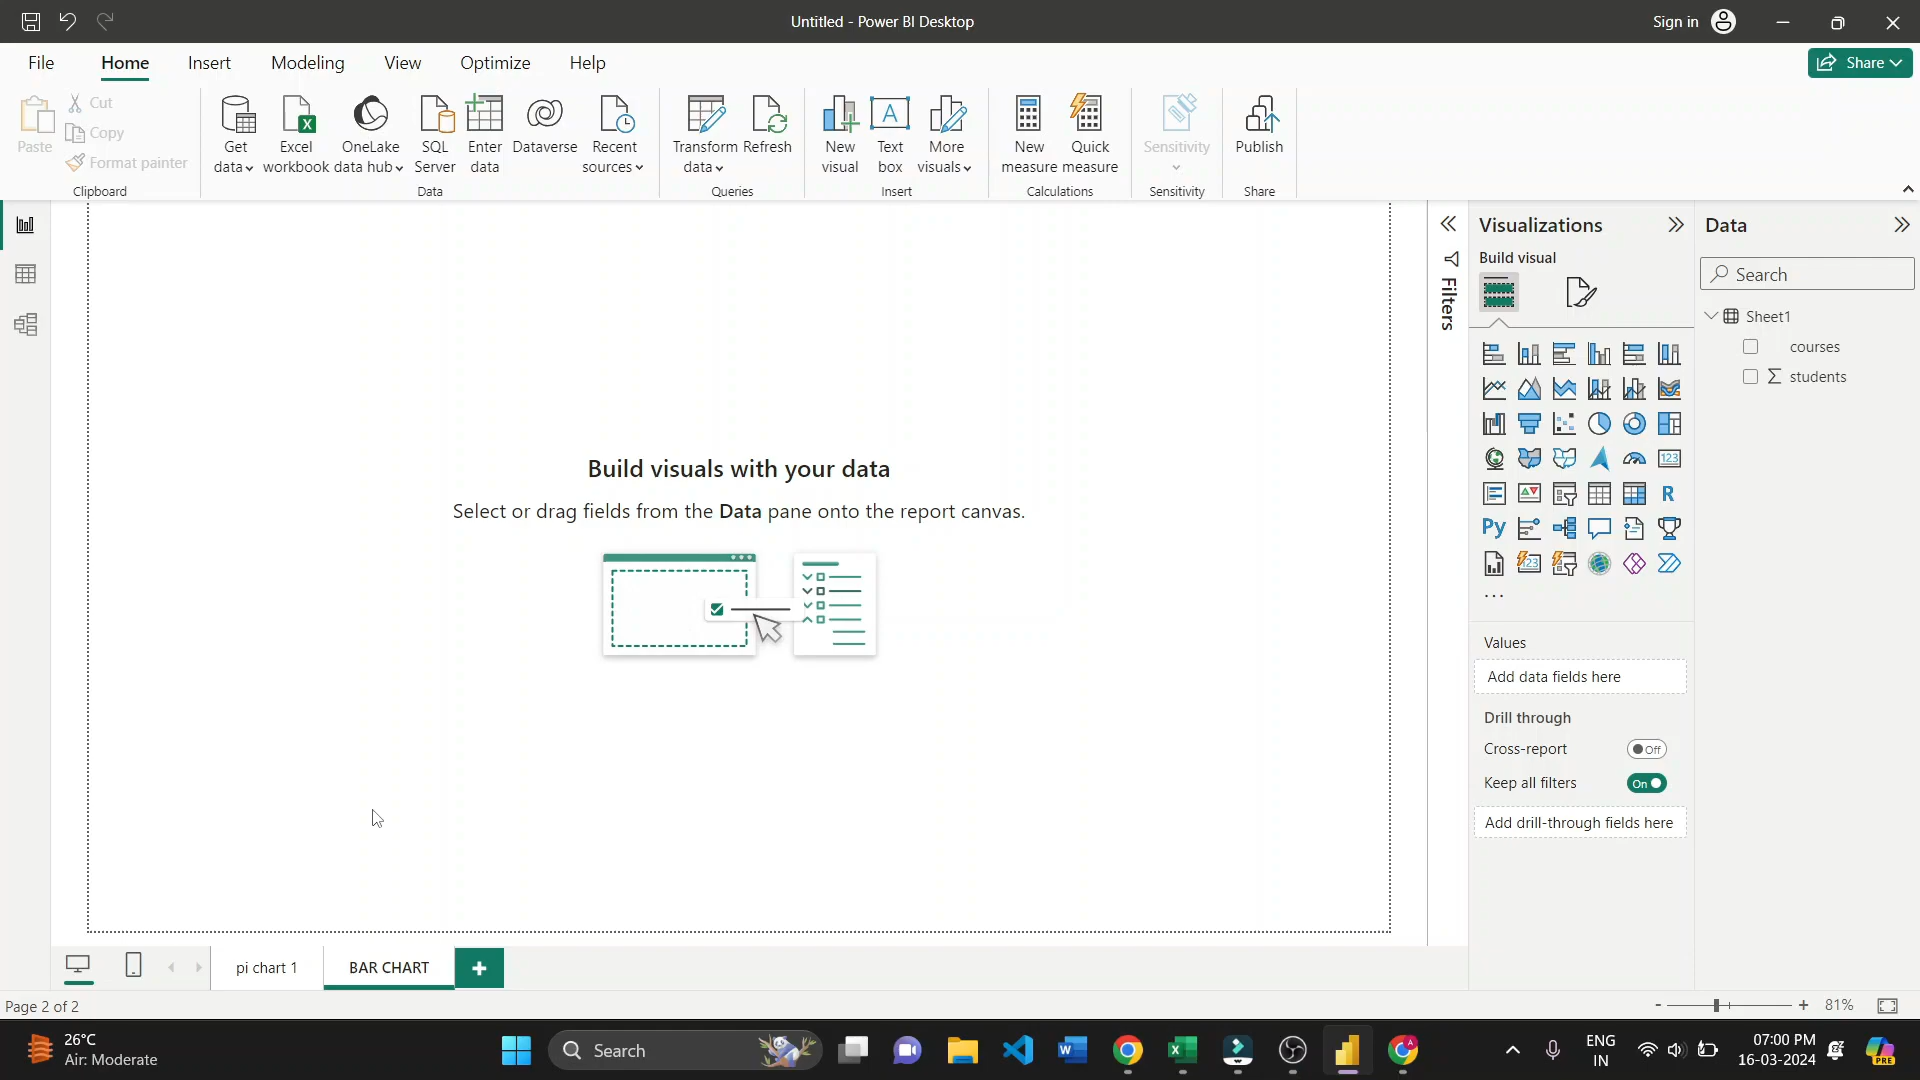 Untitled - Power BI Desktop
Sign in
File Home Insert Modeling View Optimize Help
Share
Paste
Cut
Copy
Format painter
Clipboard
Get data
Excel workbook
OneLake data hub
SQL Server
Enter data
Dataverse
Recent sources
Data
Transform data
Refresh
Queries
New visual
Text box
More visuals
Insert
New measure
Quick measure
Calculations
Sensitivity
Sensitivity
Publish
Share
Build visuals with your data
Select or drag fields from the Data pane onto the report canvas.
Filters
Visualizations
Build visual
123
R
Py
123
...
Values
Add data fields here
Drill through
Cross-report
Off
Keep all filters
On
Add drill-through fields here
Data
Search
Sheet1
courses
Σ students
pi chart 1
BAR CHART
+
Page 2 of 2
- + 81%
26°C
Air: Moderate
Search
ENG
IN
07:00 PM
16-03-2024
PRE